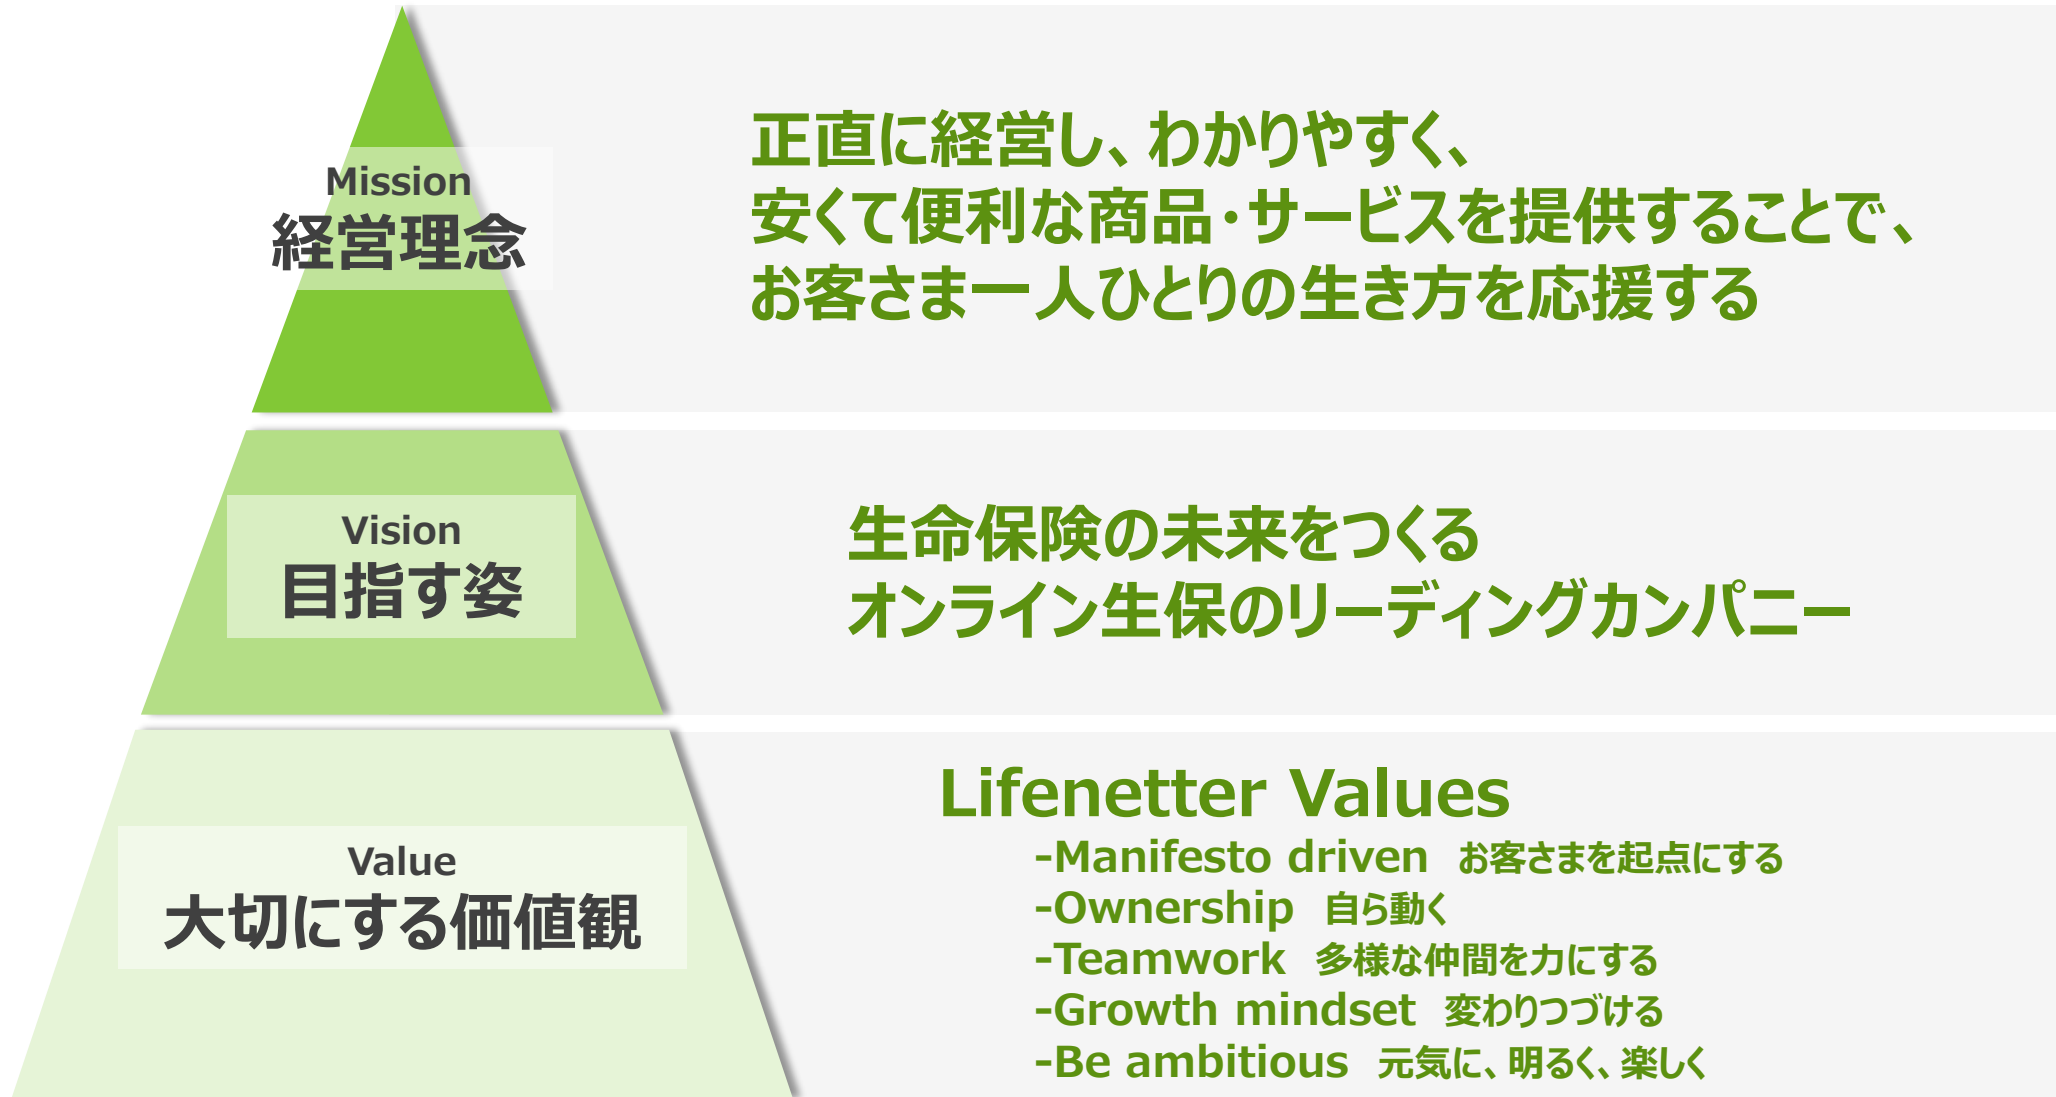 Mission
経営理念
正直に経営し、わかりやすく、
安くて便利な商品・サービスを提供することで、
お客さま一人ひとりの生き方を応援する
Vision
目指す姿
生命保険の未来をつくる
オンライン生保のリーディングカンパニー
Value
大切にする価値観
Lifenetter Values
-Manifesto driven お客さまを起点にする
-Ownership 自ら動く
-Teamwork 多様な仲間を力にする
-Growth mindset 変わりつづける
-Be ambitious 元気に、明るく、楽しく